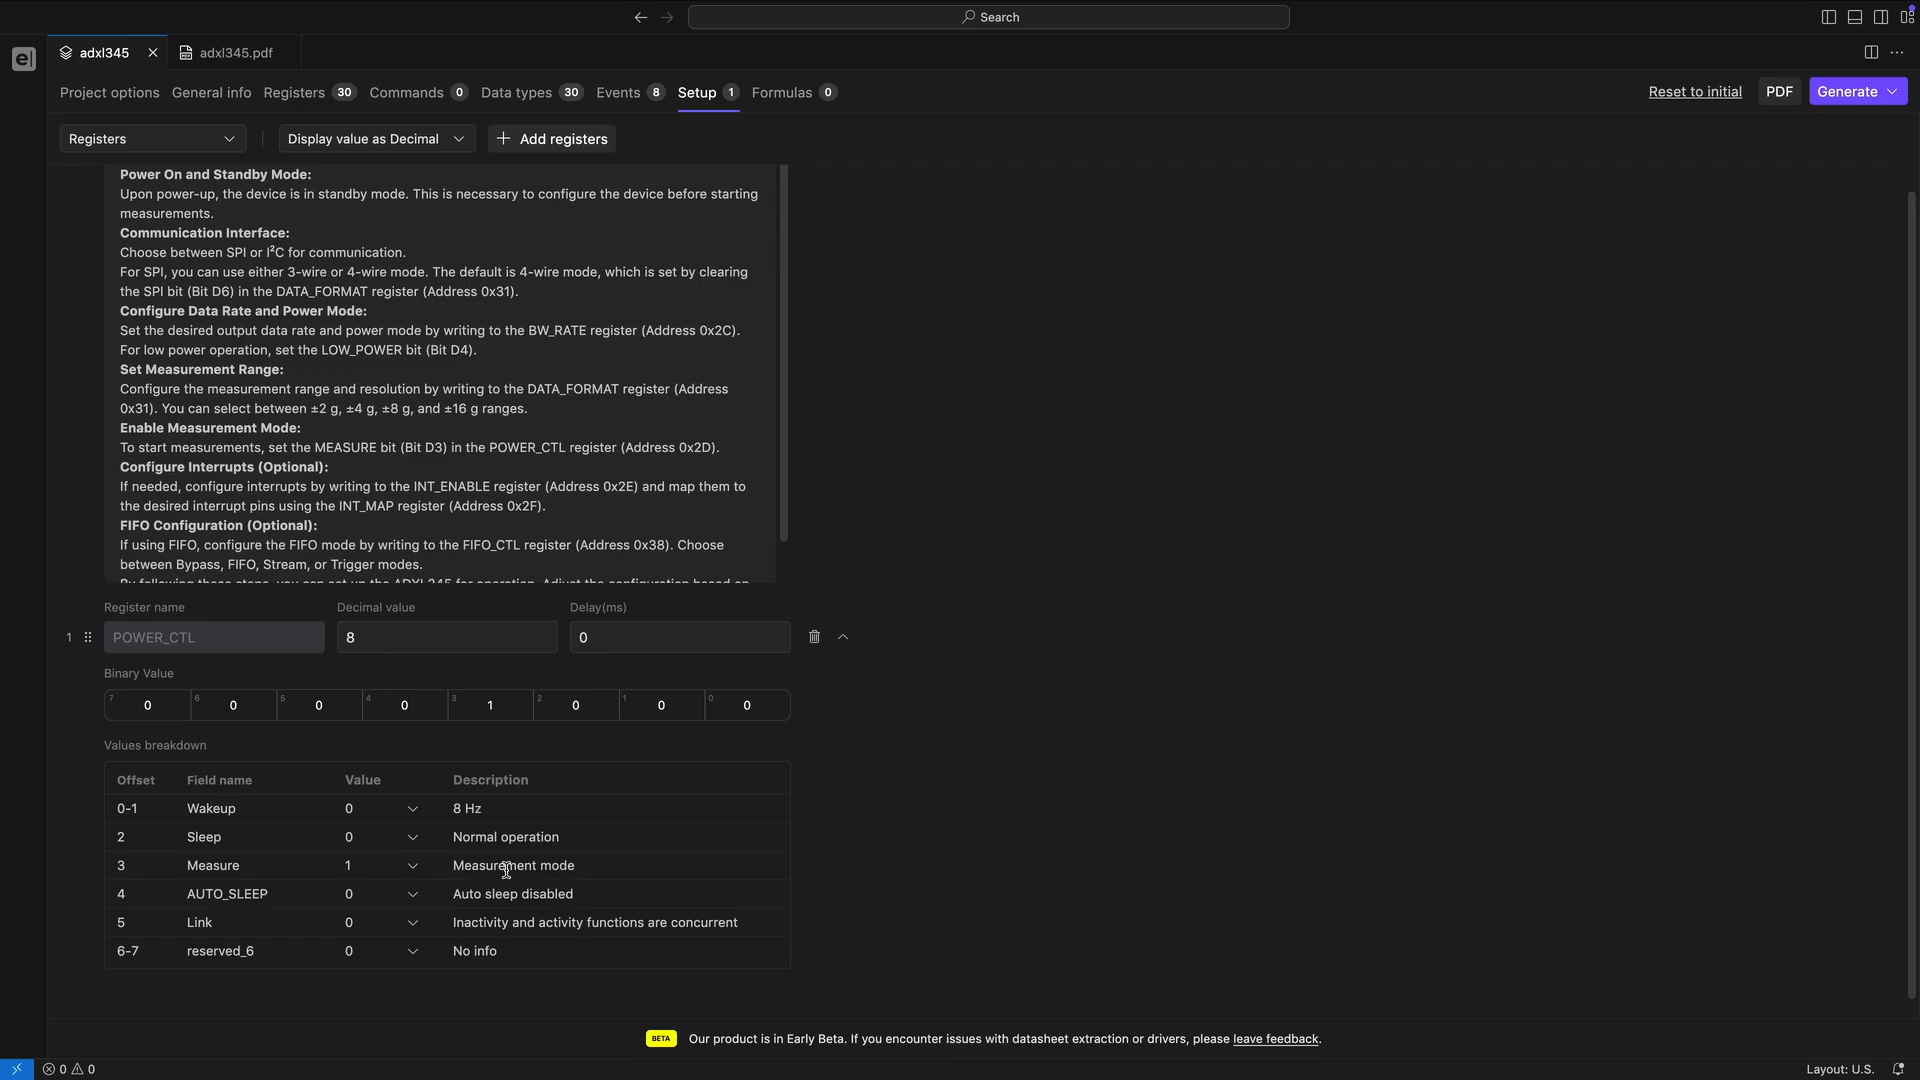 Search
adxl345
adxl345.pdf
Project options General info Registers 30 Commands 0 Data types 30 Events 8 Setup 1 Formulas 0
Reset to initial PDF Generate
Registers Display value as Decimal Add registers
Power On and Standby Mode:
Upon power-up, the device is in standby mode. This is necessary to configure the device before starting
measurements.
Communication Interface:
Choose between SPI or I²C for communication.
For SPI, you can use either 3-wire or 4-wire mode. The default is 4-wire mode, which is set by clearing
the SPI bit (Bit D6) in the DATA_FORMAT register (Address 0x31).
Configure Data Rate and Power Mode:
Set the desired output data rate and power mode by writing to the BW_RATE register (Address 0x2C).
For low power operation, set the LOW_POWER bit (Bit D4).
Set Measurement Range:
Configure the measurement range and resolution by writing to the DATA_FORMAT register (Address
0x31). You can select between ±2 g, ±4 g, ±8 g, and ±16 g ranges.
Enable Measurement Mode:
To start measurements, set the MEASURE bit (Bit D3) in the POWER_CTL register (Address 0x2D).
Configure Interrupts (Optional):
If needed, configure interrupts by writing to the INT_ENABLE register (Address 0x2E) and map them to
the desired interrupt pins using the INT_MAP register (Address 0x2F).
FIFO Configuration (Optional):
If using FIFO, configure the FIFO mode by writing to the FIFO_CTL register (Address 0x38). Choose
between Bypass, FIFO, Stream, or Trigger modes.
By following these steps, you can set up the ADXL345 for operation. Adjust the configuration based on
Register name Decimal value Delay(ms)
1 POWER_CTL 8 0
Binary Value
7 0 6 0 5 0 4 0 3 1 2 0 1 0 0 0
Values breakdown
Offset Field name Value Description
0-1 Wakeup 0 8 Hz
2 Sleep 0 Normal operation
3 Measure 1 Measurement mode
4 AUTO_SLEEP 0 Auto sleep disabled
5 Link 0 Inactivity and activity functions are concurrent
6-7 reserved_6 0 No info
BETA Our product is in Early Beta. If you encounter issues with datasheet extraction or drivers, please leave feedback.
0 0 Layout: U.S.